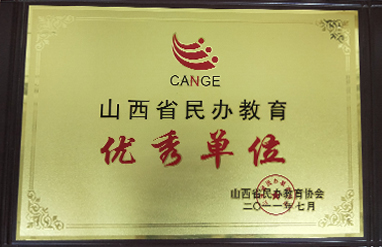 CANGE
山西省民办教育
优秀单位
山西省民办教育协会
二〇一一年七月